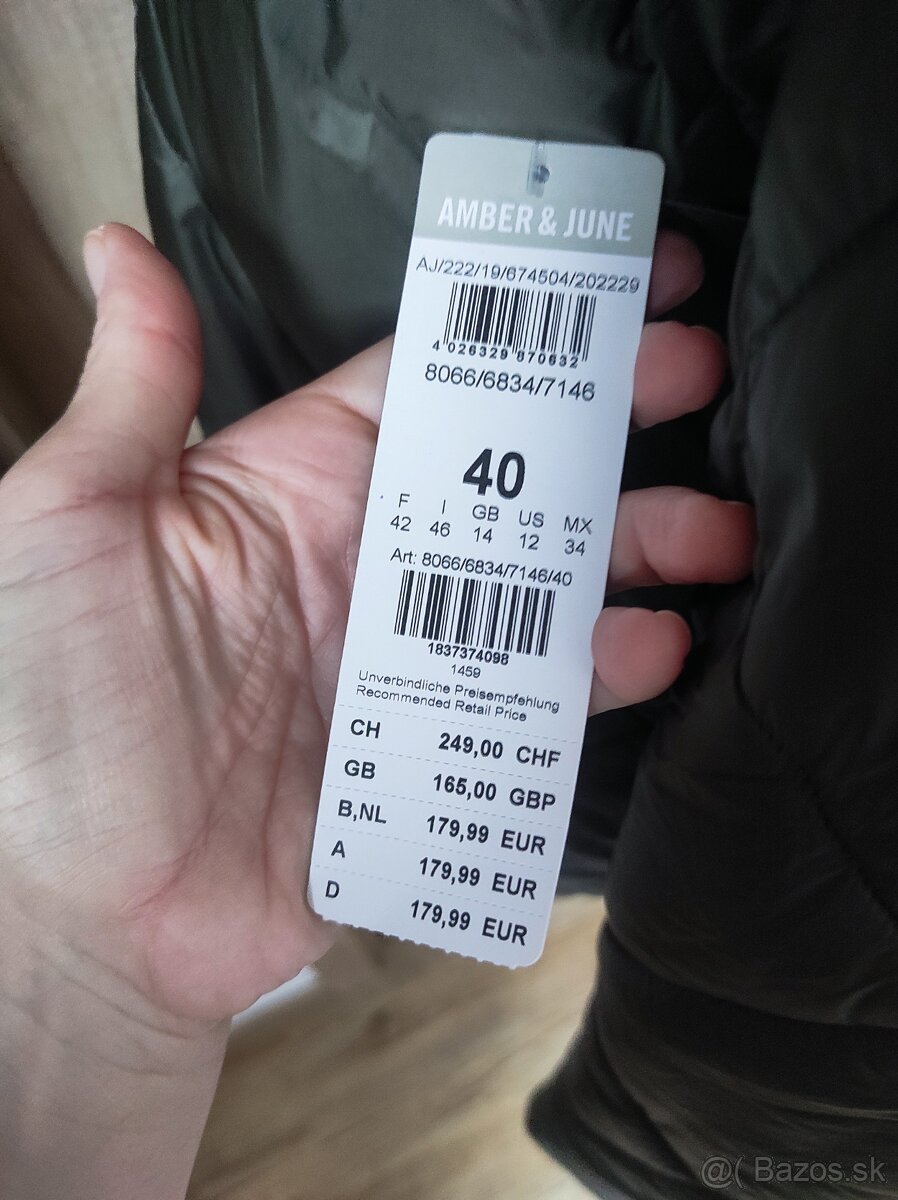 AMBER & JUNE
AJ/222/19/674504/202229
4 026329 870632
8066/6834/7146
40
F I GB US MX
42 46 14 12 34
Art: 8066/6834/7146/40
1837374098
1459
Unverbindliche Preisempfehlung
Recommended Retail Price
CH 249,00 CHF
GB 165,00 GBP
B,NL 179,99 EUR
A 179,99 EUR
D 179,99 EUR
@( Bazos.sk